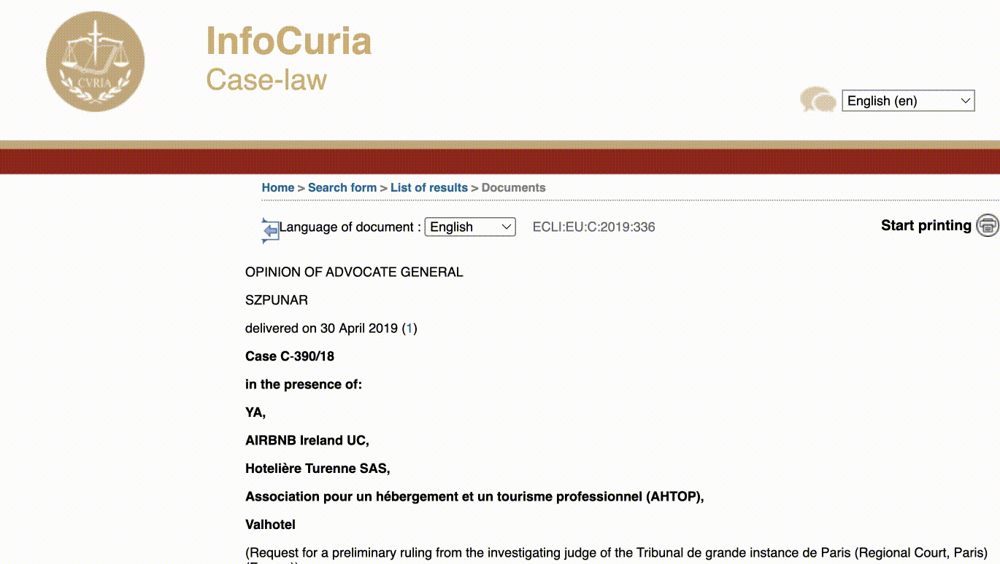 CVRIA
InfoCuria
Case-law
English (en)
Home > Search form > List of results > Documents
Language of document : English ECLI:EU:C:2019:336 Start printing
OPINION OF ADVOCATE GENERAL
SZPUNAR
delivered on 30 April 2019 (1)
Case C-390/18
in the presence of:
YA,
AIRBNB Ireland UC,
Hotelière Turenne SAS,
Association pour un hébergement et un tourisme professionnel (AHTOP),
Valhotel
(Request for a preliminary ruling from the investigating judge of the Tribunal de grande instance de Paris (Regional Court, Paris)